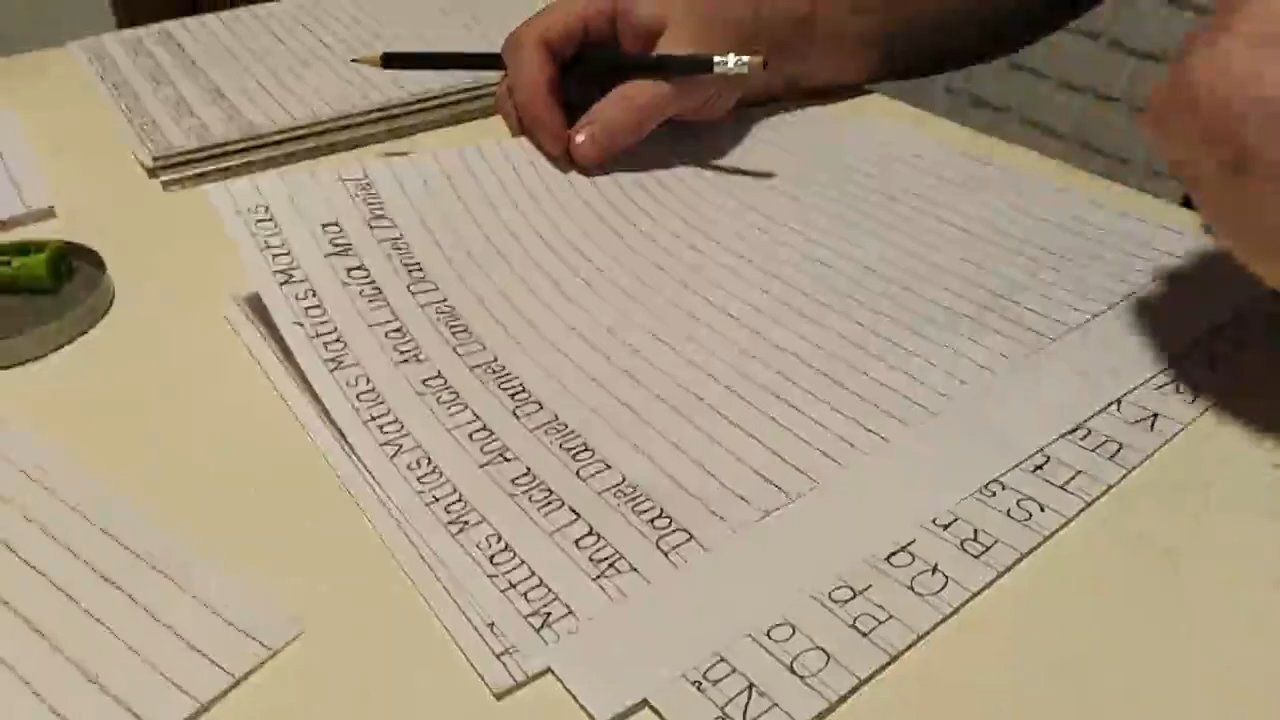 Matías Matías Matías Matías Matías Matías
Ana Lucía Ana Lucía Ana Lucía Ana
Daniel Daniel Daniel Daniel Daniel Daniel Daniel
Oo Pp Qq Rr Ss Tt Uu Vv